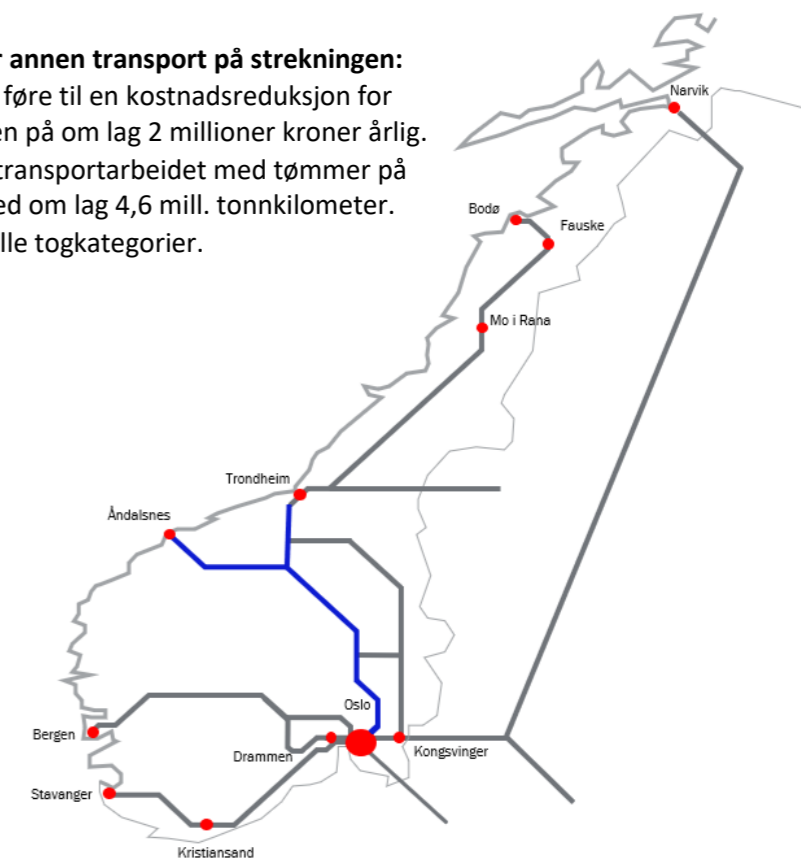 r annen transport på strekningen:
føre til en kostnadsreduksjon for
en på om lag 2 millioner kroner årlig.
transportarbeidet med tømmer på
ed om lag 4,6 mill. tonnkilometer.
lle togkategorier.
Narvik
Bodø
Fauske
Mo i Rana
Trondheim
Åndalsnes
Oslo
Bergen
Drammen
Kongsvinger
Stavanger
Kristiansand